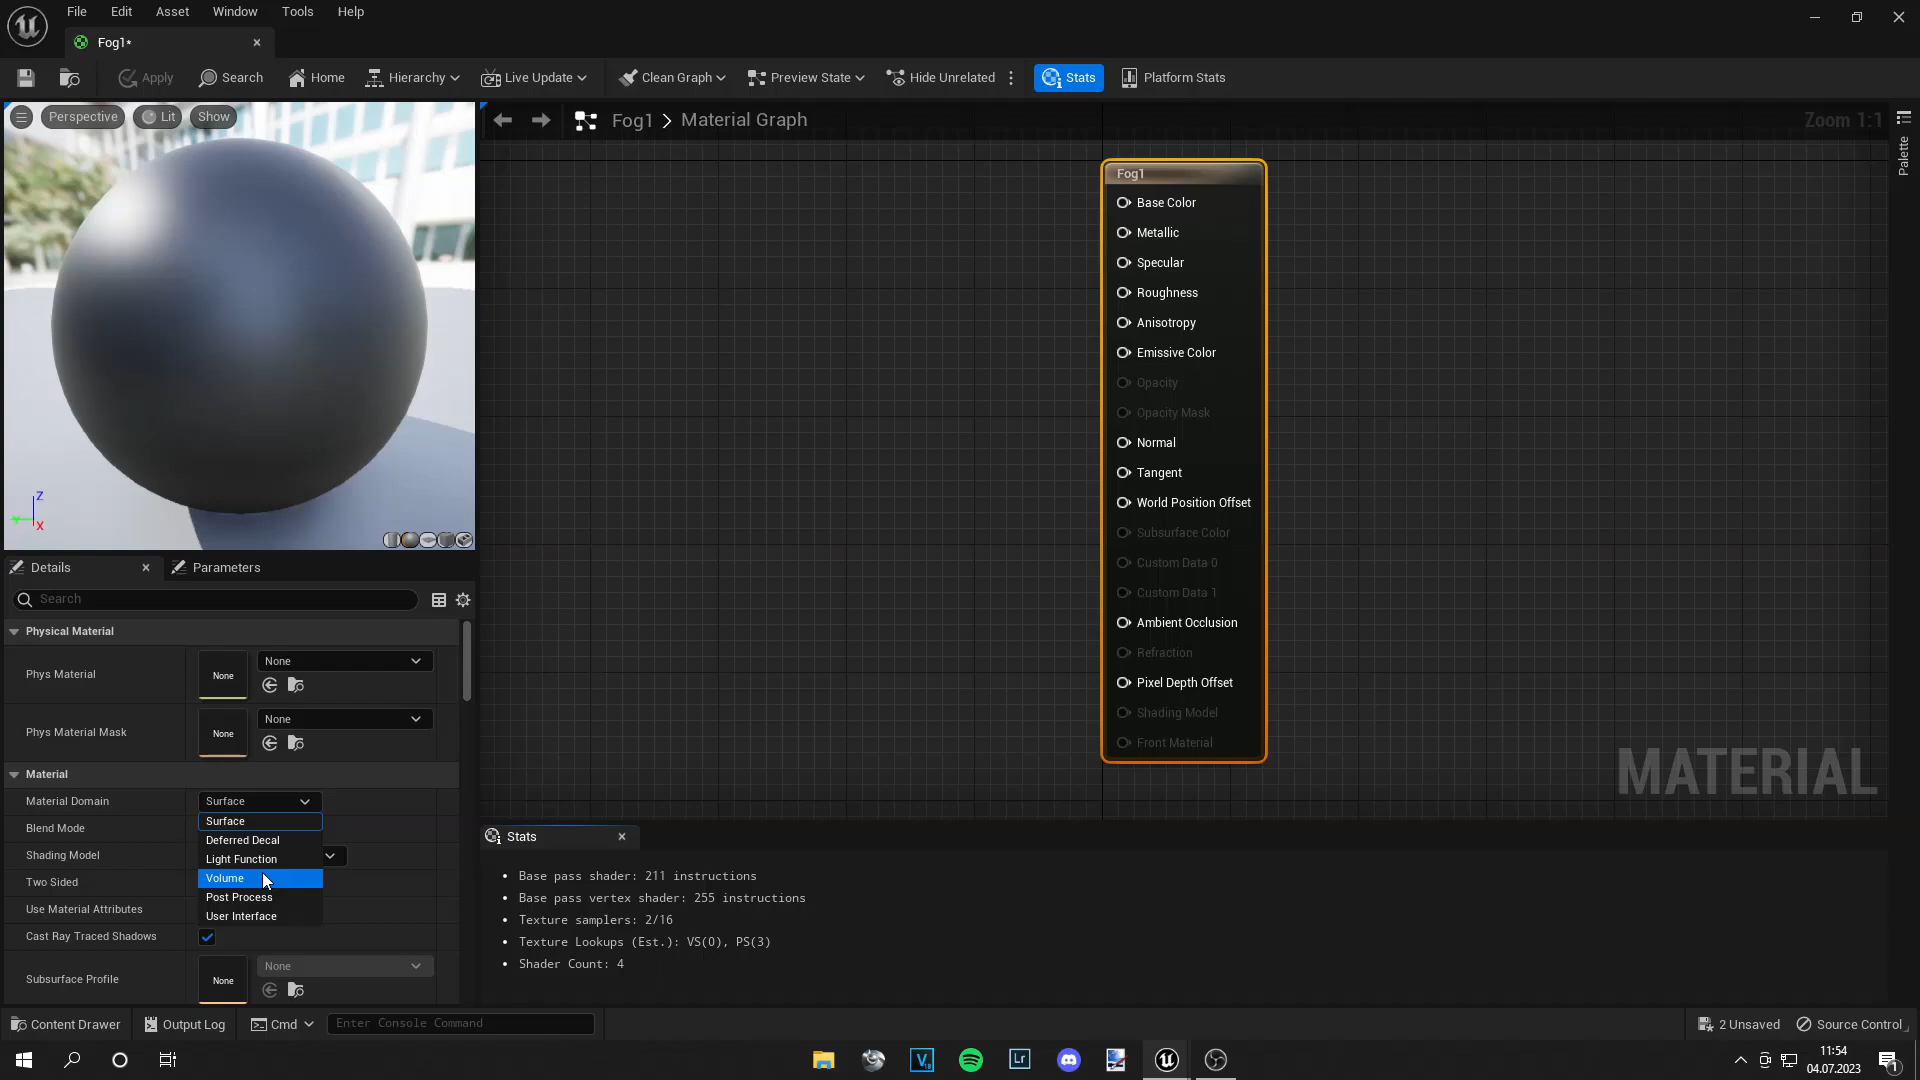 File Edit Asset Window Tools Help
Fog1*
Apply Search Home Hierarchy Live Update Clean Graph Preview State Hide Unrelated Stats Platform Stats
Perspective Lit Show
Fog1 > Material Graph
Zoom 1:1
Palette
Z
Y
X
Fog1
Base Color
Metallic
Specular
Roughness
Anisotropy
Emissive Color
Opacity
Opacity Mask
Normal
Tangent
World Position Offset
Subsurface Color
Custom Data 0
Custom Data 1
Ambient Occlusion
Refraction
Pixel Depth Offset
Shading Model
Front Material
MATERIAL
Details Parameters
Search
Physical Material
Phys Material None None
Phys Material Mask None None
Material
Material Domain Surface
Surface
Blend Mode
Deferred Decal
Shading Model
Light Function
Two Sided
Volume
Post Process
Use Material Attributes
User Interface
Cast Ray Traced Shadows
Subsurface Profile None None
Stats
• Base pass shader: 211 instructions
• Base pass vertex shader: 255 instructions
• Texture samplers: 2/16
• Texture Lookups (Est.): VS(0), PS(3)
• Shader Count: 4
Content Drawer Output Log Cmd Enter Console Command 2 Unsaved Source Control
V
18
Lr
11:54
04.07.2023
1